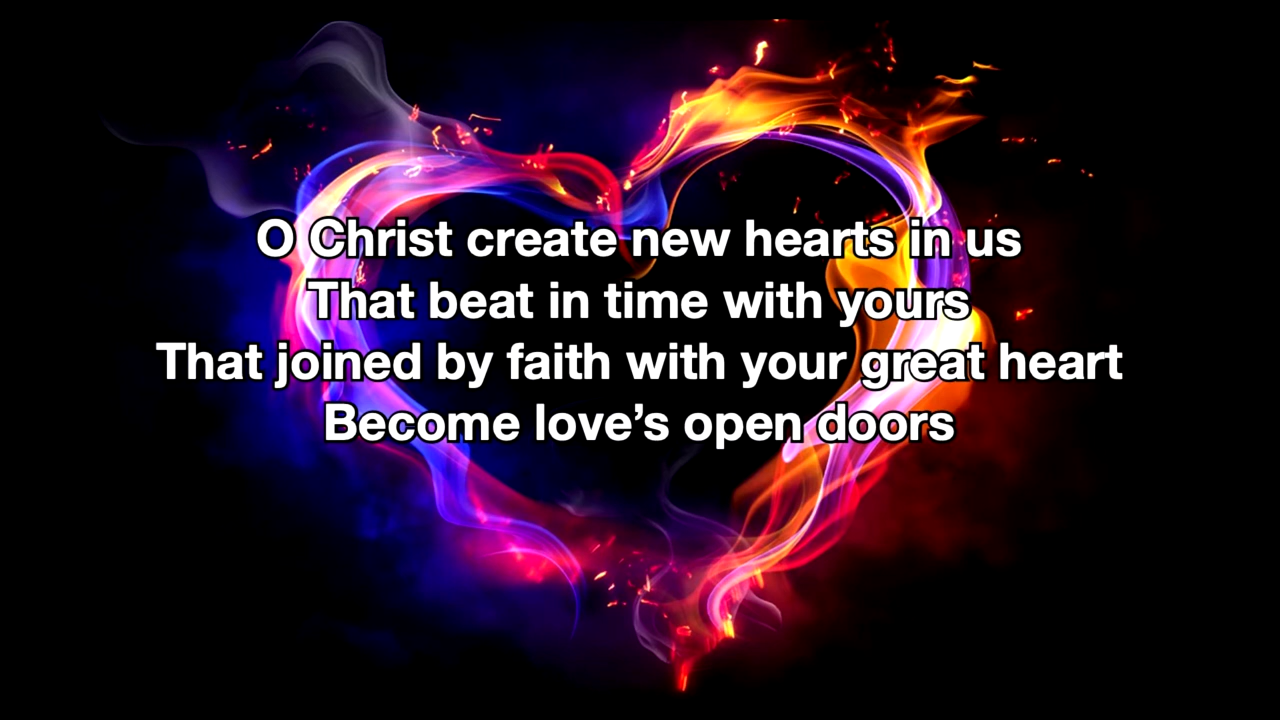 O Christ create new hearts in us
That beat in time with yours
That joined by faith with your great heart
Become love’s open doors